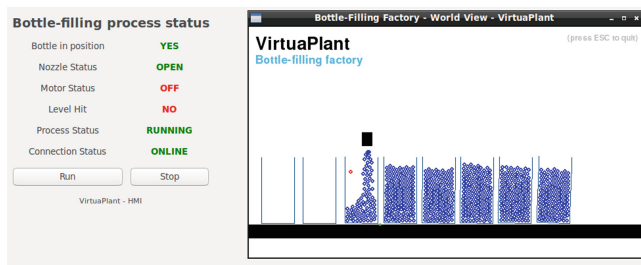 Bottle-filling process status
Bottle in position YES
Nozzle Status OPEN
Motor Status OFF
Level Hit NO
Process Status RUNNING
Connection Status ONLINE
Run Stop
VirtuaPlant - HMI
Bottle-Filling Factory - World View - VirtuaPlant
VirtuaPlant
(press ESC to quit)
Bottle-filling factory